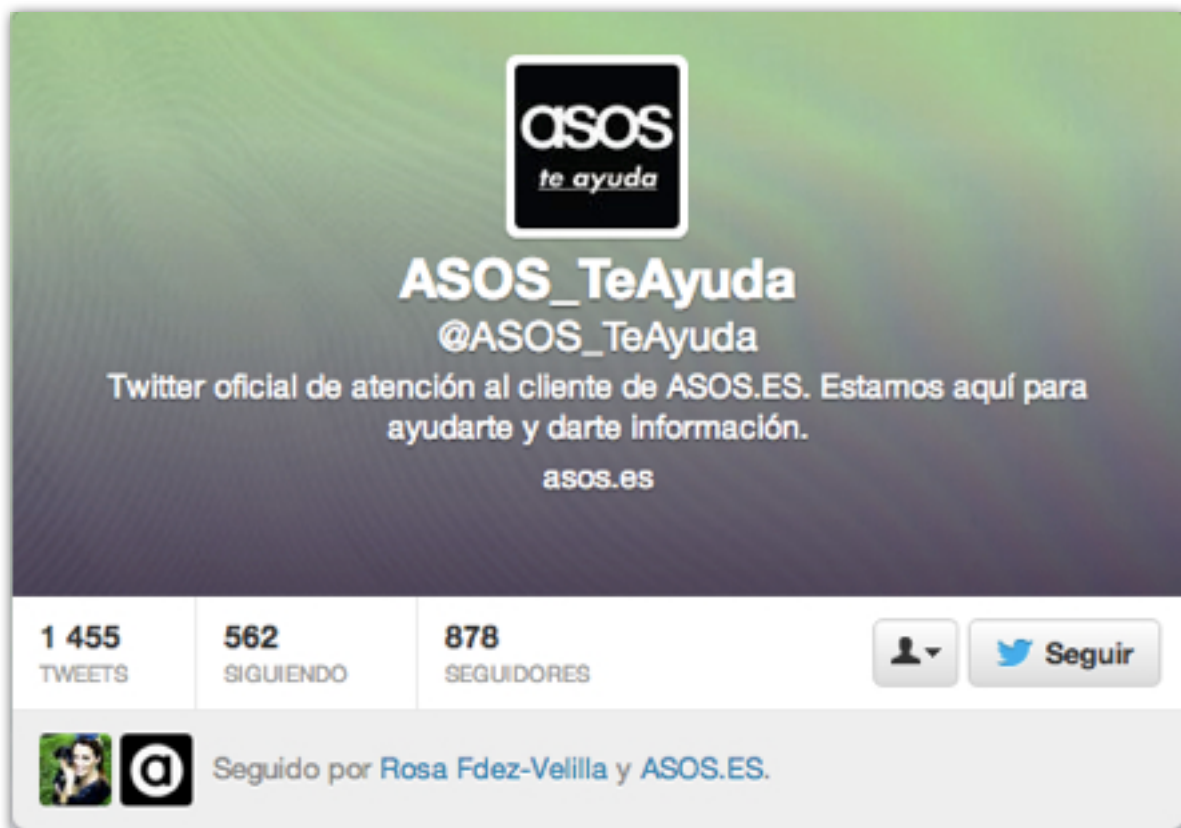 asos
te ayuda
ASOS_TeAyuda
@ASOS_TeAyuda
Twitter oficial de atención al cliente de ASOS.ES. Estamos aquí para
ayudarte y darte información.
asos.es
1 455
TWEETS
562
SIGUIENDO
878
SEGUIDORES
Seguir
a
Seguido por Rosa Fdez-Velilla y ASOS.ES.